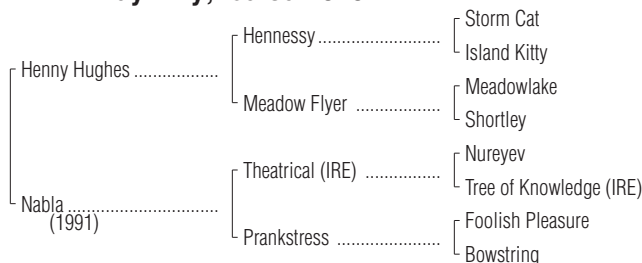 Storm Cat
Hennessy
Island Kitty
Henny Hughes
Meadowlake
Meadow Flyer
Shortley
Nureyev
Theatrical (IRE)
Tree of Knowledge (IRE)
Nabla
(1991)
Foolish Pleasure
Prankstress
Bowstring